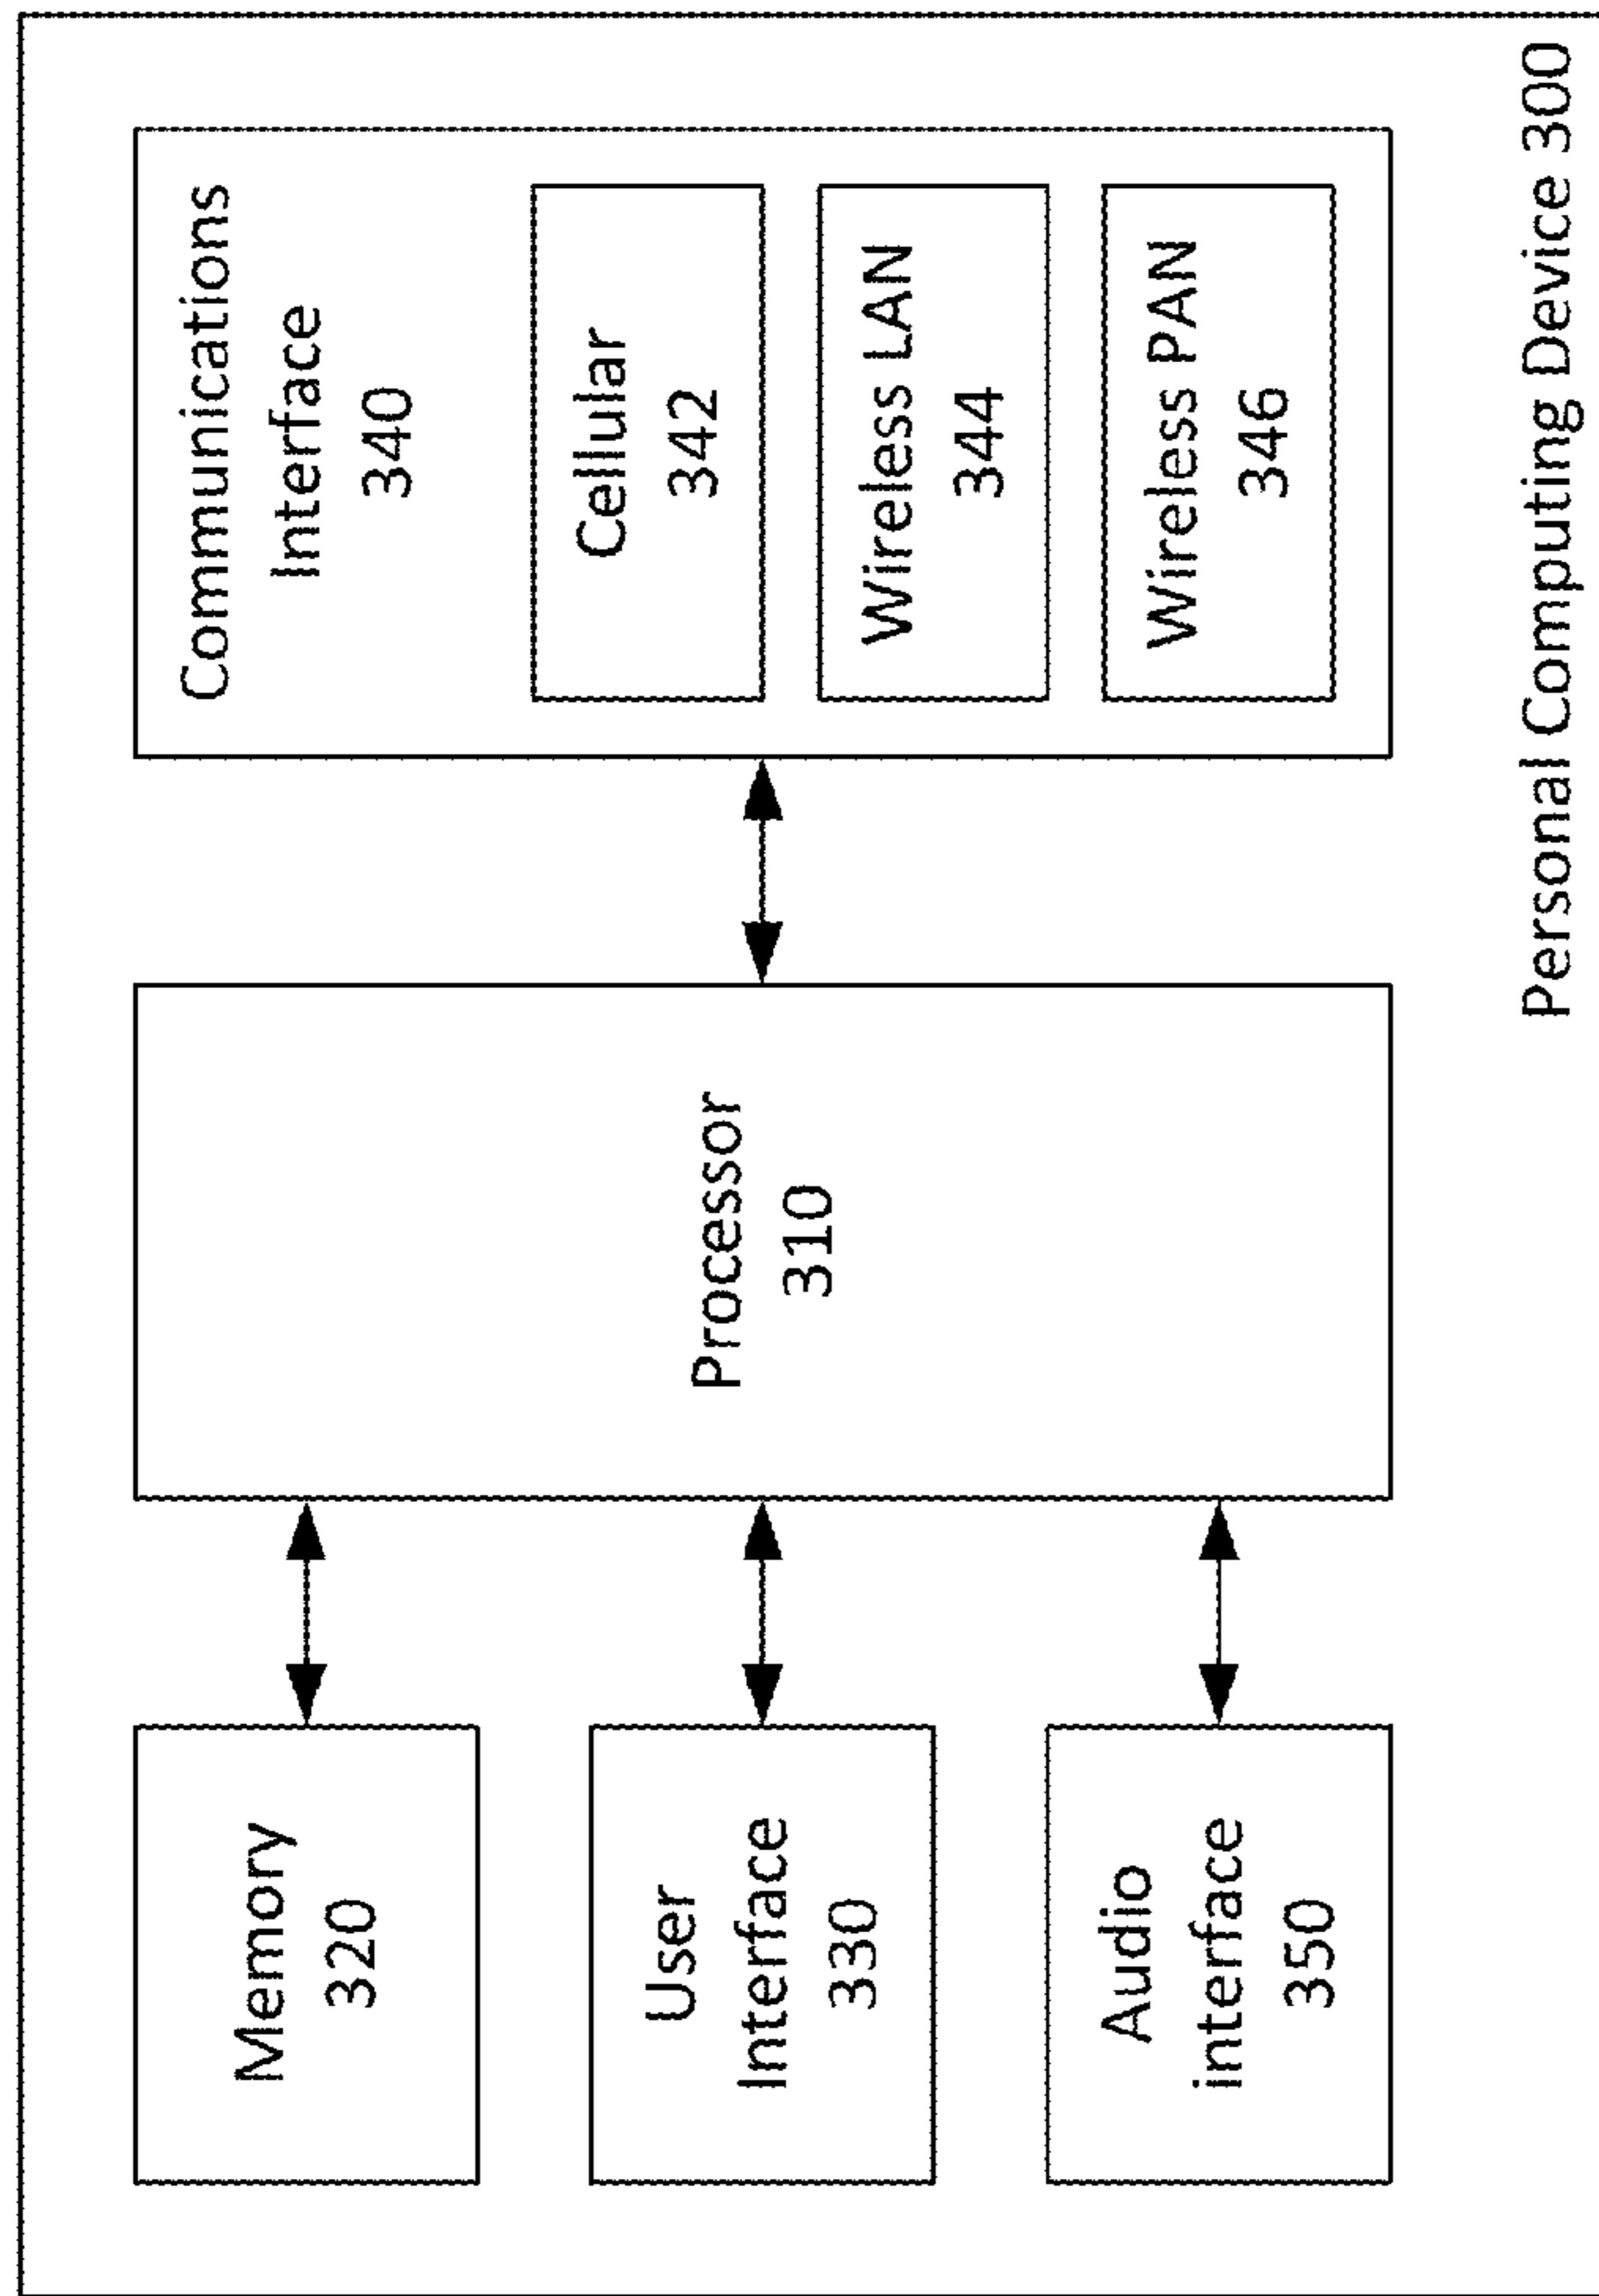 Memory
320
User
Interface
330
Audio
interface
350
Processor
310
Communications
Interface
340
Cellular
342
Wireless LAN
344
Wireless PAN
346
Personal Computing Device 300